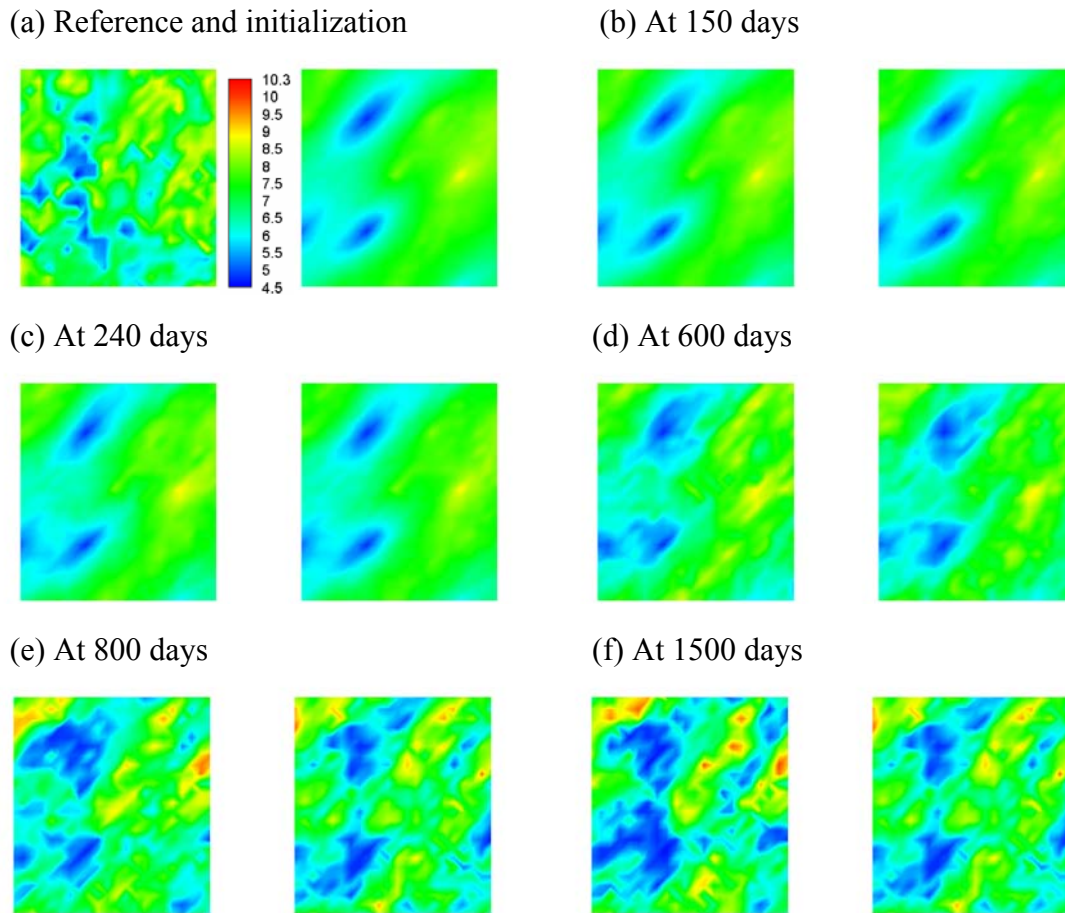 (a) Reference and initialization
(b) At 150 days
10.3
10
9.5
9
8.5
8
7.5
7
6.5
6
5.5
5
4.5
(c) At 240 days
(d) At 600 days
(e) At 800 days
(f) At 1500 days